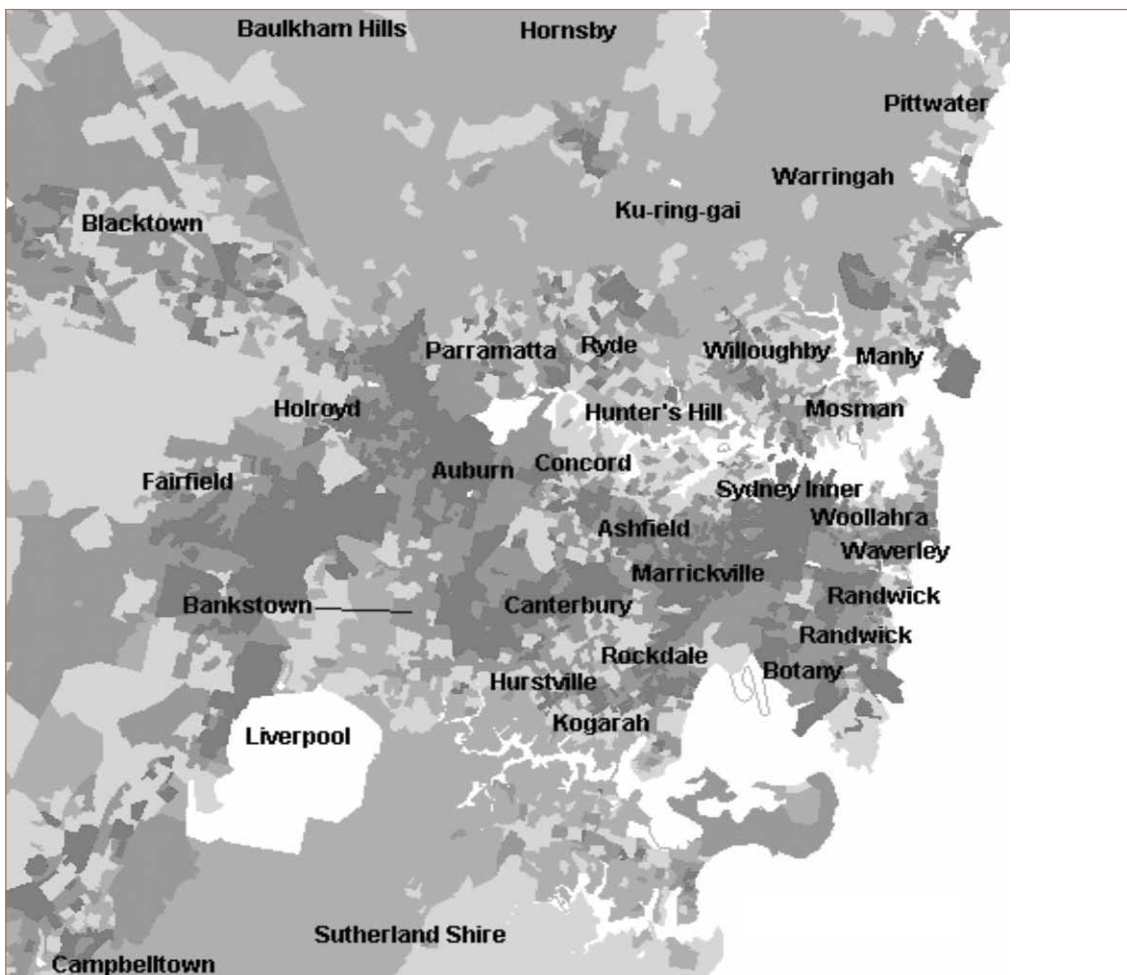 Baulkham Hills
Hornsby
Pittwater
Warringah
Ku-ring-gai
Blacktown
Parramatta
Ryde
Willoughby
Manly
Holroyd
Hunter's Hill
Mosman
Fairfield
Auburn
Concord
Sydney Inner
Ashfield
Woollahra
Waverley
Marrickville
Bankstown
Canterbury
Randwick
Randwick
Rockdale
Botany
Hurstville
Kogarah
Liverpool
Sutherland Shire
Campbelltown